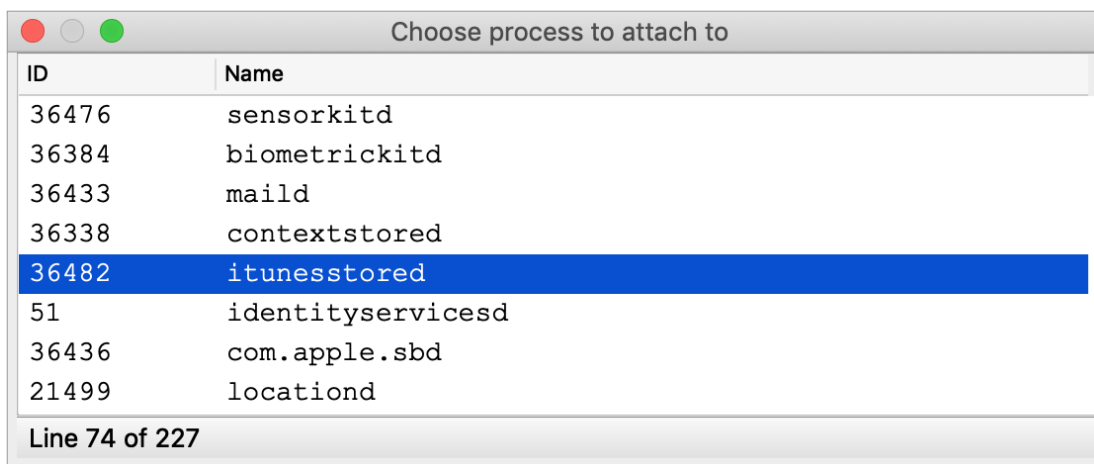 Choose process to attach to
ID Name
36476 sensorkitd
36384 biometrickitd
36433 maild
36338 contextstored
36482 itunesstored
51 identityservicesd
36436 com.apple.sbd
21499 locationd
Line 74 of 227